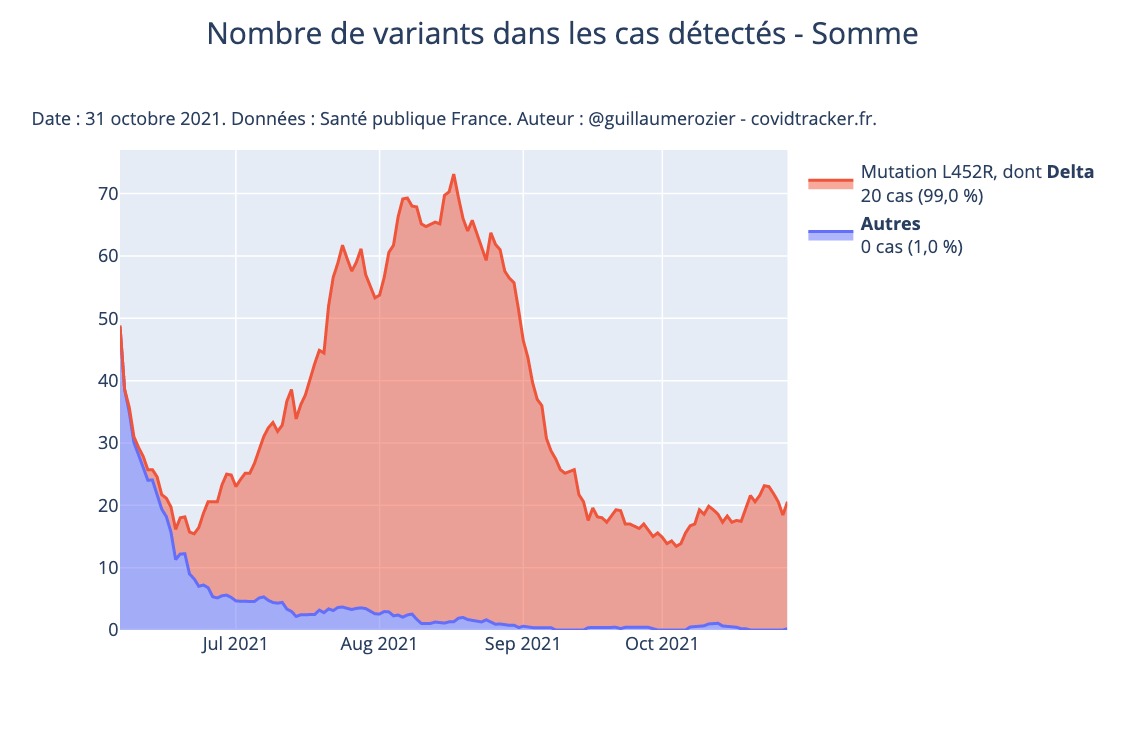 Nombre de variants dans les cas détectés - Somme
Date : 31 octobre 2021. Données : Santé publique France. Auteur : @guillaumerozier - covidtracker.fr.
Mutation L452R, dont Delta
20 cas (99,0 %)
Autres
0 cas (1,0 %)
70
60
50
40
30
20
10
0
Jul 2021
Aug 2021
Sep 2021
Oct 2021